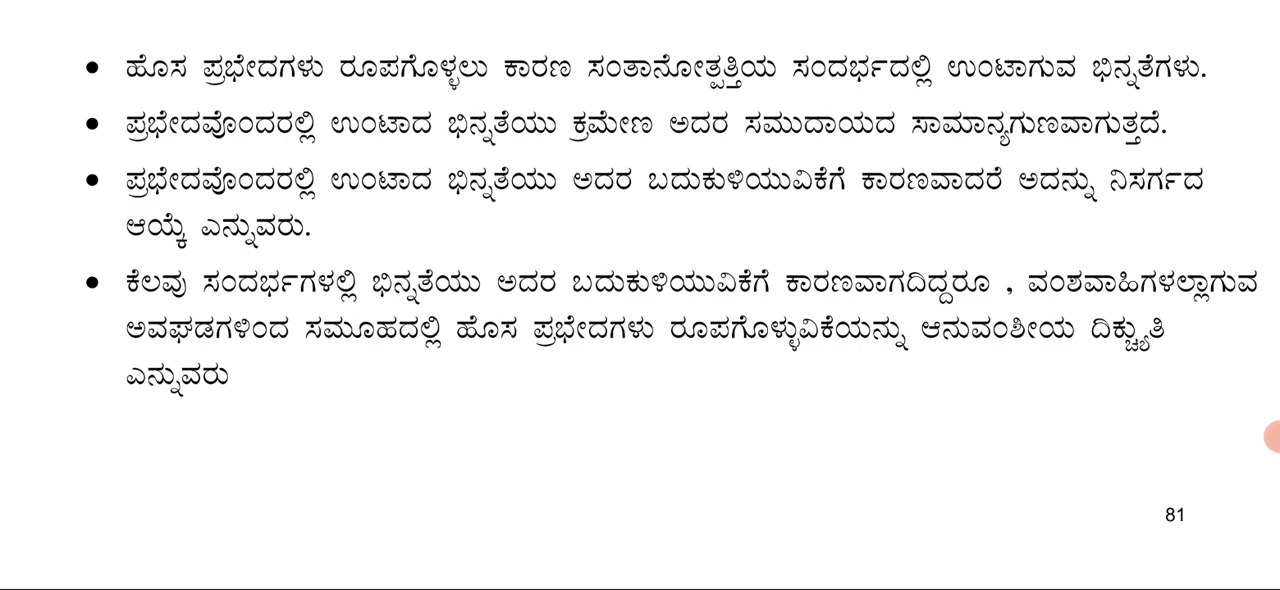 • ಹೊಸ ಪ್ರಭೇದಗಳು ರೂಪಗೊಳ್ಳಲು ಕಾರಣ ಸಂತಾನೋತ್ಪತ್ತಿಯ ಸಂದರ್ಭದಲ್ಲಿ ಉಂಟಾಗುವ ಭಿನ್ನತೆಗಳು.
• ಪ್ರಭೇದವೊಂದರಲ್ಲಿ ಉಂಟಾದ ಭಿನ್ನತೆಯು ಕ್ರಮೇಣ ಅದರ ಸಮುದಾಯದ ಸಾಮಾನ್ಯಗುಣವಾಗುತ್ತದೆ.
• ಪ್ರಭೇದವೊಂದರಲ್ಲಿ ಉಂಟಾದ ಭಿನ್ನತೆಯು ಅದರ ಬದುಕುಳಿಯುವಿಕೆಗೆ ಕಾರಣವಾದರೆ ಅದನ್ನು ನಿಸರ್ಗದ
ಆಯ್ಕೆ ಎನ್ನುವರು.
• ಕೆಲವು ಸಂದರ್ಭಗಳಲ್ಲಿ ಭಿನ್ನತೆಯು ಅದರ ಬದುಕುಳಿಯುವಿಕೆಗೆ ಕಾರಣವಾಗದಿದ್ದರೂ , ವಂಶವಾಹಿಗಳಲ್ಲಾಗುವ
ಅವಘಡಗಳಿಂದ ಸಮೂಹದಲ್ಲಿ ಹೊಸ ಪ್ರಭೇದಗಳು ರೂಪಗೊಳ್ಳುವಿಕೆಯನ್ನು ಆನುವಂಶೀಯ ದಿಕ್ಚ್ಯುತಿ
ಎನ್ನುವರು
81